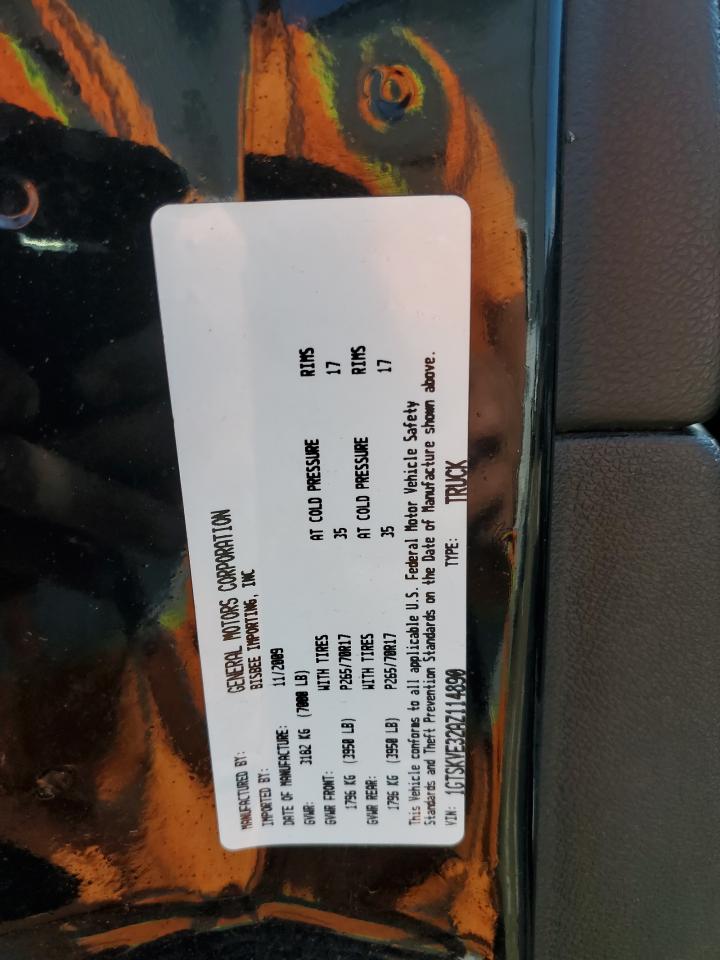 MANUFACTURED BY: GENERAL MOTORS CORPORATION
IMPORTED BY: BISBEE IMPORTING, INC
DATE OF MANUFACTURE: 11/2009
GVWR: 3182 KG (7000 LB)
GVWR FRONT: WITH TIRES AT COLD PRESSURE RIMS
1796 KG (3950 LB) P265/70R17 35 17
GVWR REAR: WITH TIRES AT COLD PRESSURE RIMS
1796 KG (3950 LB) P265/70R17 35 17
This Vehicle conforms to all applicable U.S. Federal Motor Vehicle Safety
Standards and Theft Prevention Standards on the Date of Manufacture shown above.
VIN: 1GTSKVE32AZ114890 TYPE: TRUCK